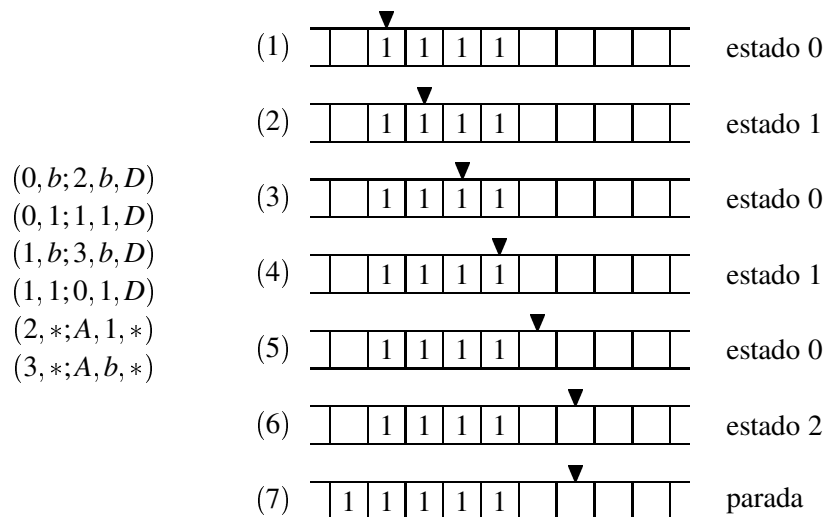 (0,b;2,b,D)
(0,1;1,1,D)
(1,b;3,b,D)
(1,1;0,1,D)
(2,∗;A,1,∗)
(3,∗;A,b,∗)
(1) 1 1 1 1 estado 0
(2) 1 1 1 1 estado 1
(3) 1 1 1 1 estado 0
(4) 1 1 1 1 estado 1
(5) 1 1 1 1 estado 0
(6) 1 1 1 1 estado 2
(7) 1 1 1 1 1 parada